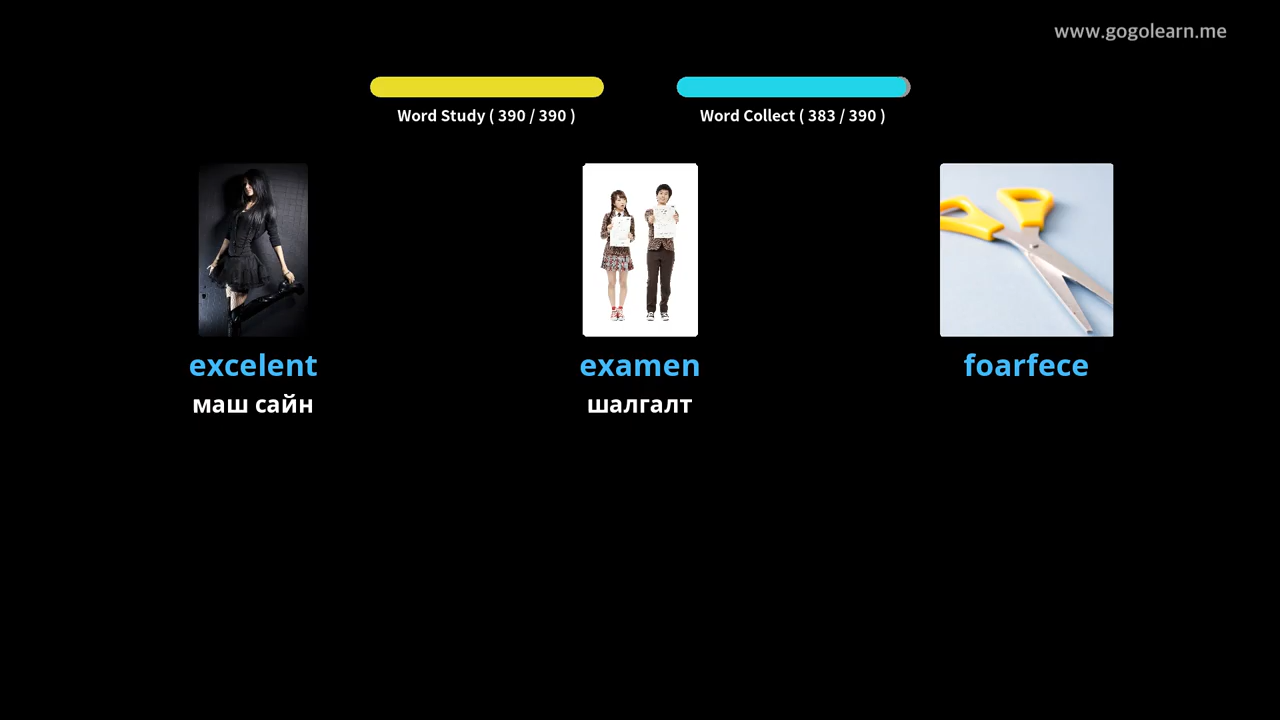 www.gogolearn.me
Word Study ( 390 / 390 )
Word Collect ( 383 / 390 )
excelent
examen
foarfece
маш сайн
шалгалт